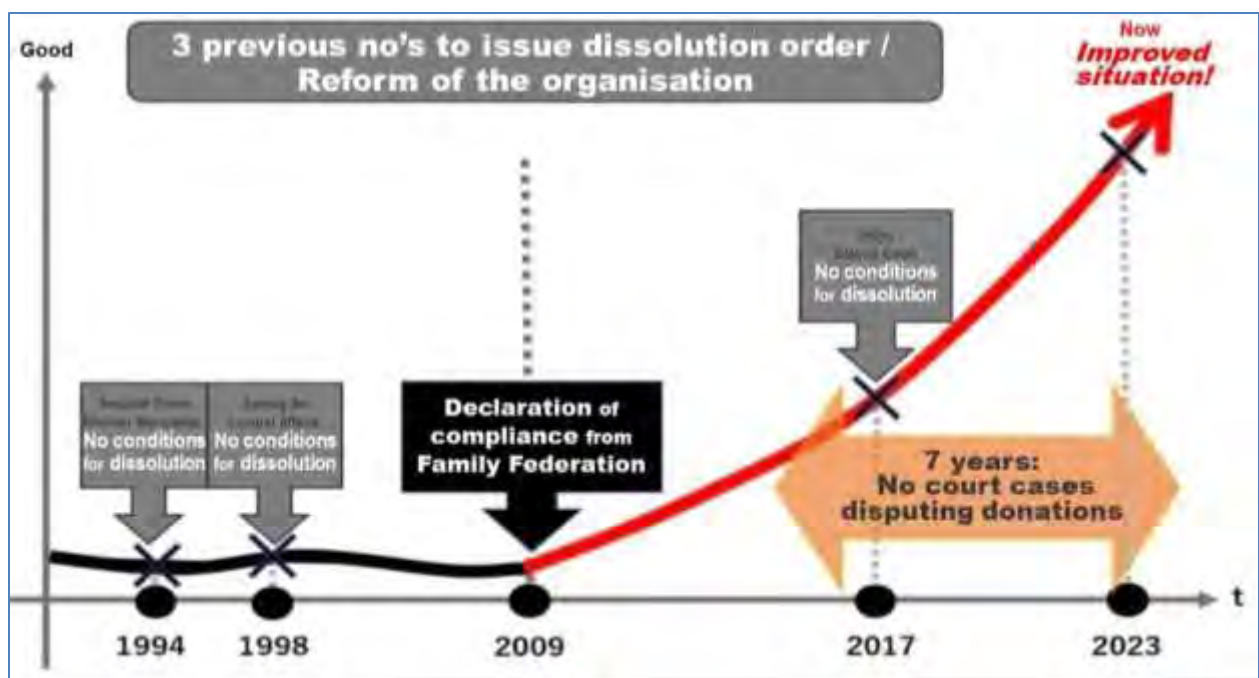 Good
3 previous no's to issue dissolution order /
Reform of the organisation
Now
Improved
situation!
No conditions
for dissolution
No conditions
for dissolution
No conditions
for dissolution
Declaration of
compliance from
Family Federation
7 years:
No court cases
disputing donations
t
1994
1998
2009
2017
2023